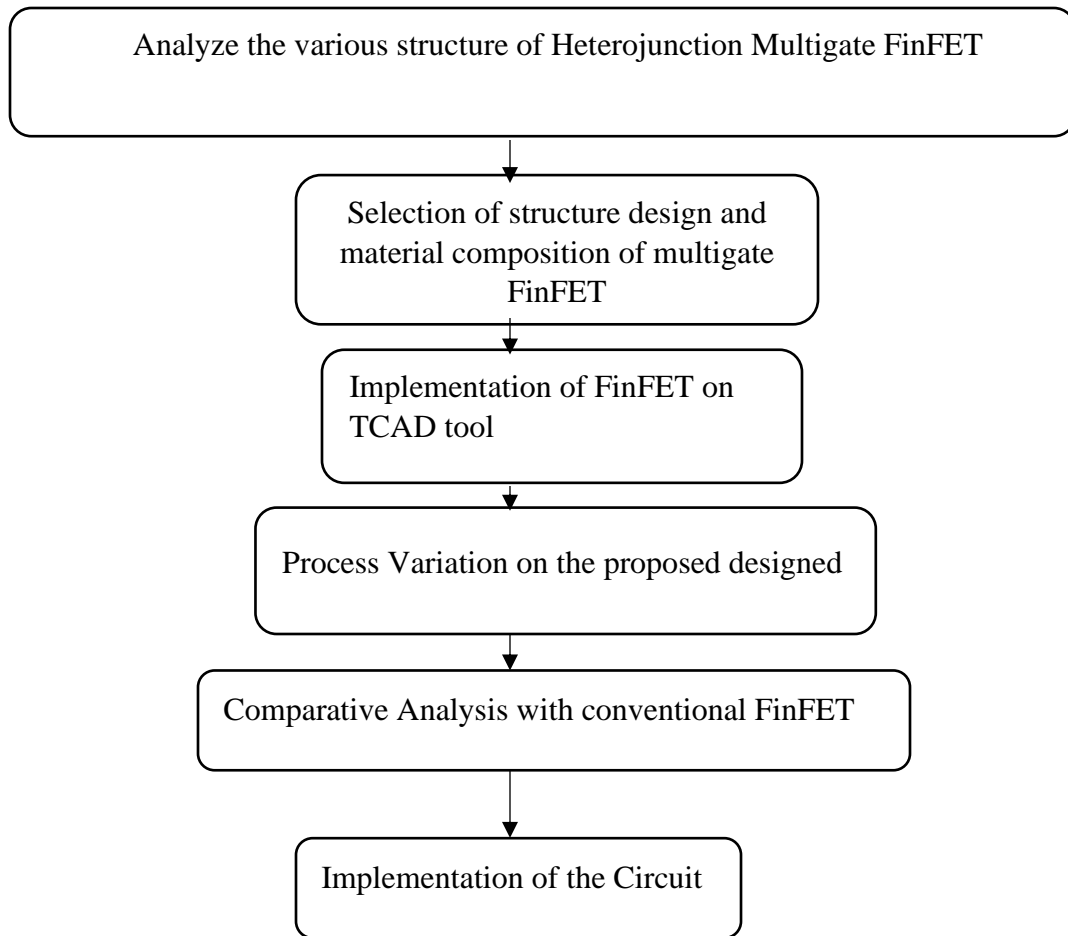 Analyze the various structure of Heterojunction Multigate FinFET
Selection of structure design and
material composition of multigate
FinFET
Implementation of FinFET on
TCAD tool
Process Variation on the proposed designed
Comparative Analysis with conventional FinFET
Implementation of the Circuit